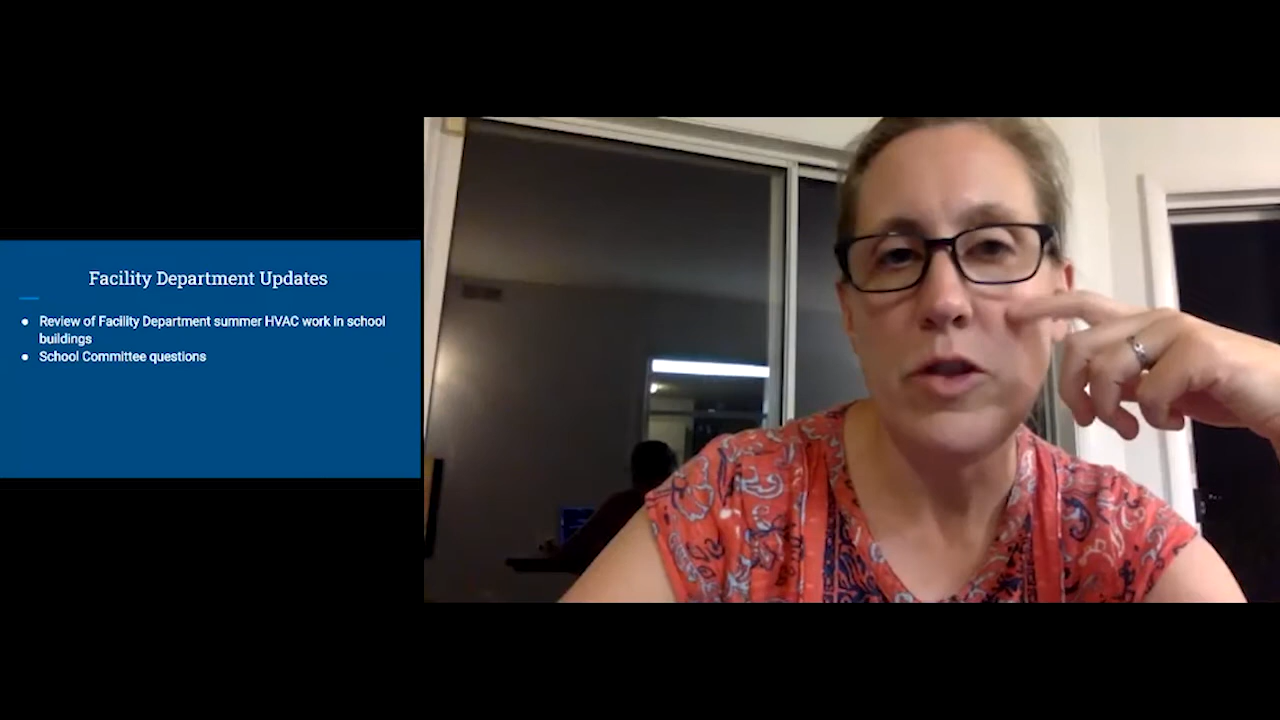 Facility Department Updates
● Review of Facility Department summer HVAC work in school
buildings
● School Committee questions